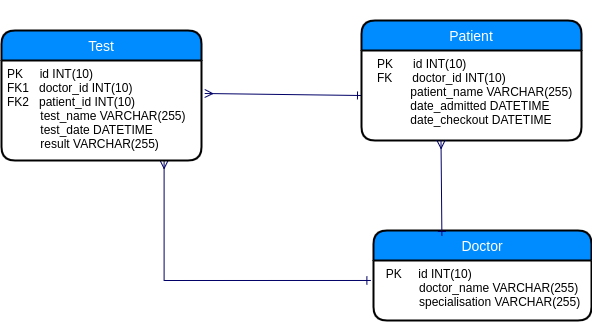 Test
PK id INT(10)
FK1 doctor_id INT(10)
FK2 patient_id INT(10)
test_name VARCHAR(255)
test_date DATETIME
result VARCHAR(255)
Patient
PK id INT(10)
FK doctor_id INT(10)
patient_name VARCHAR(255)
date_admitted DATETIME
date_checkout DATETIME
Doctor
PK id INT(10)
doctor_name VARCHAR(255)
specialisation VARCHAR(255)